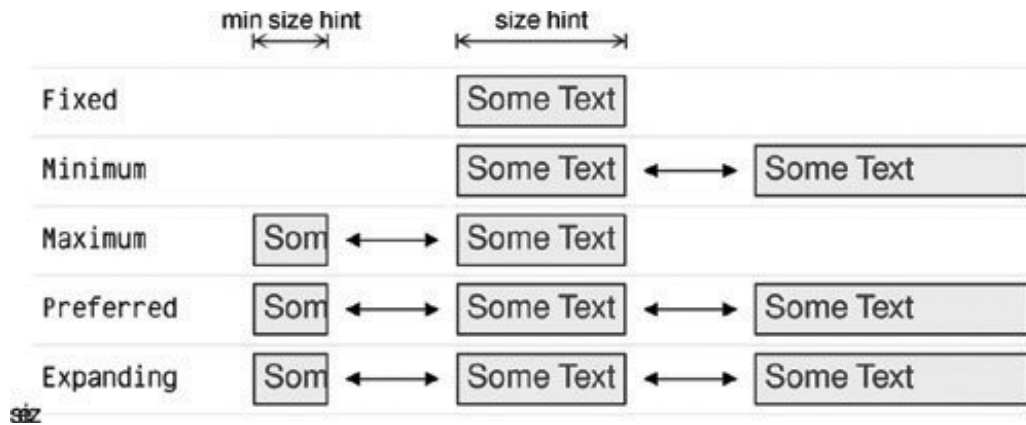 min size hint size hint
Fixed Some Text
Minimum Some Text Some Text
Maximum Som Some Text
Preferred Som Some Text Some Text
Expanding Som Some Text Some Text